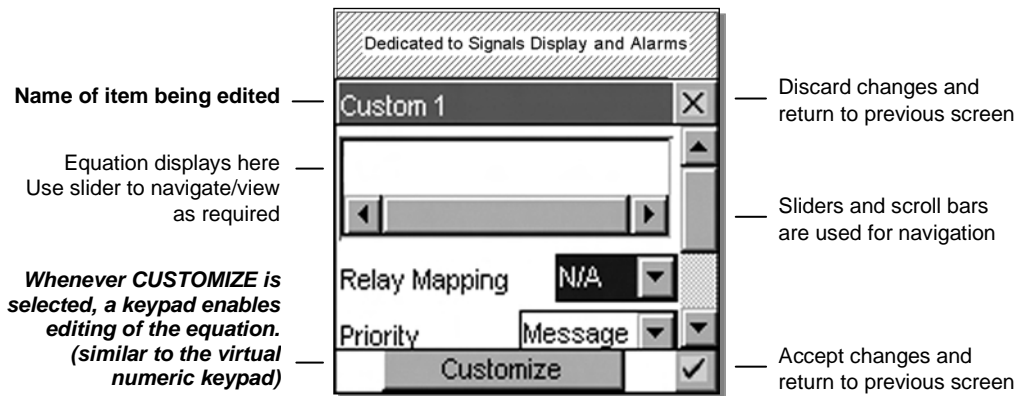 Dedicated to Signals Display and Alarms
Name of item being edited
Custom 1
Discard changes and
return to previous screen
Equation displays here
Use slider to navigate/view
as required
Sliders and scroll bars
are used for navigation
Whenever CUSTOMIZE is
selected, a keypad enables
editing of the equation.
(similar to the virtual
numeric keypad)
Relay Mapping N/A
Priority Message
Customize
Accept changes and
return to previous screen